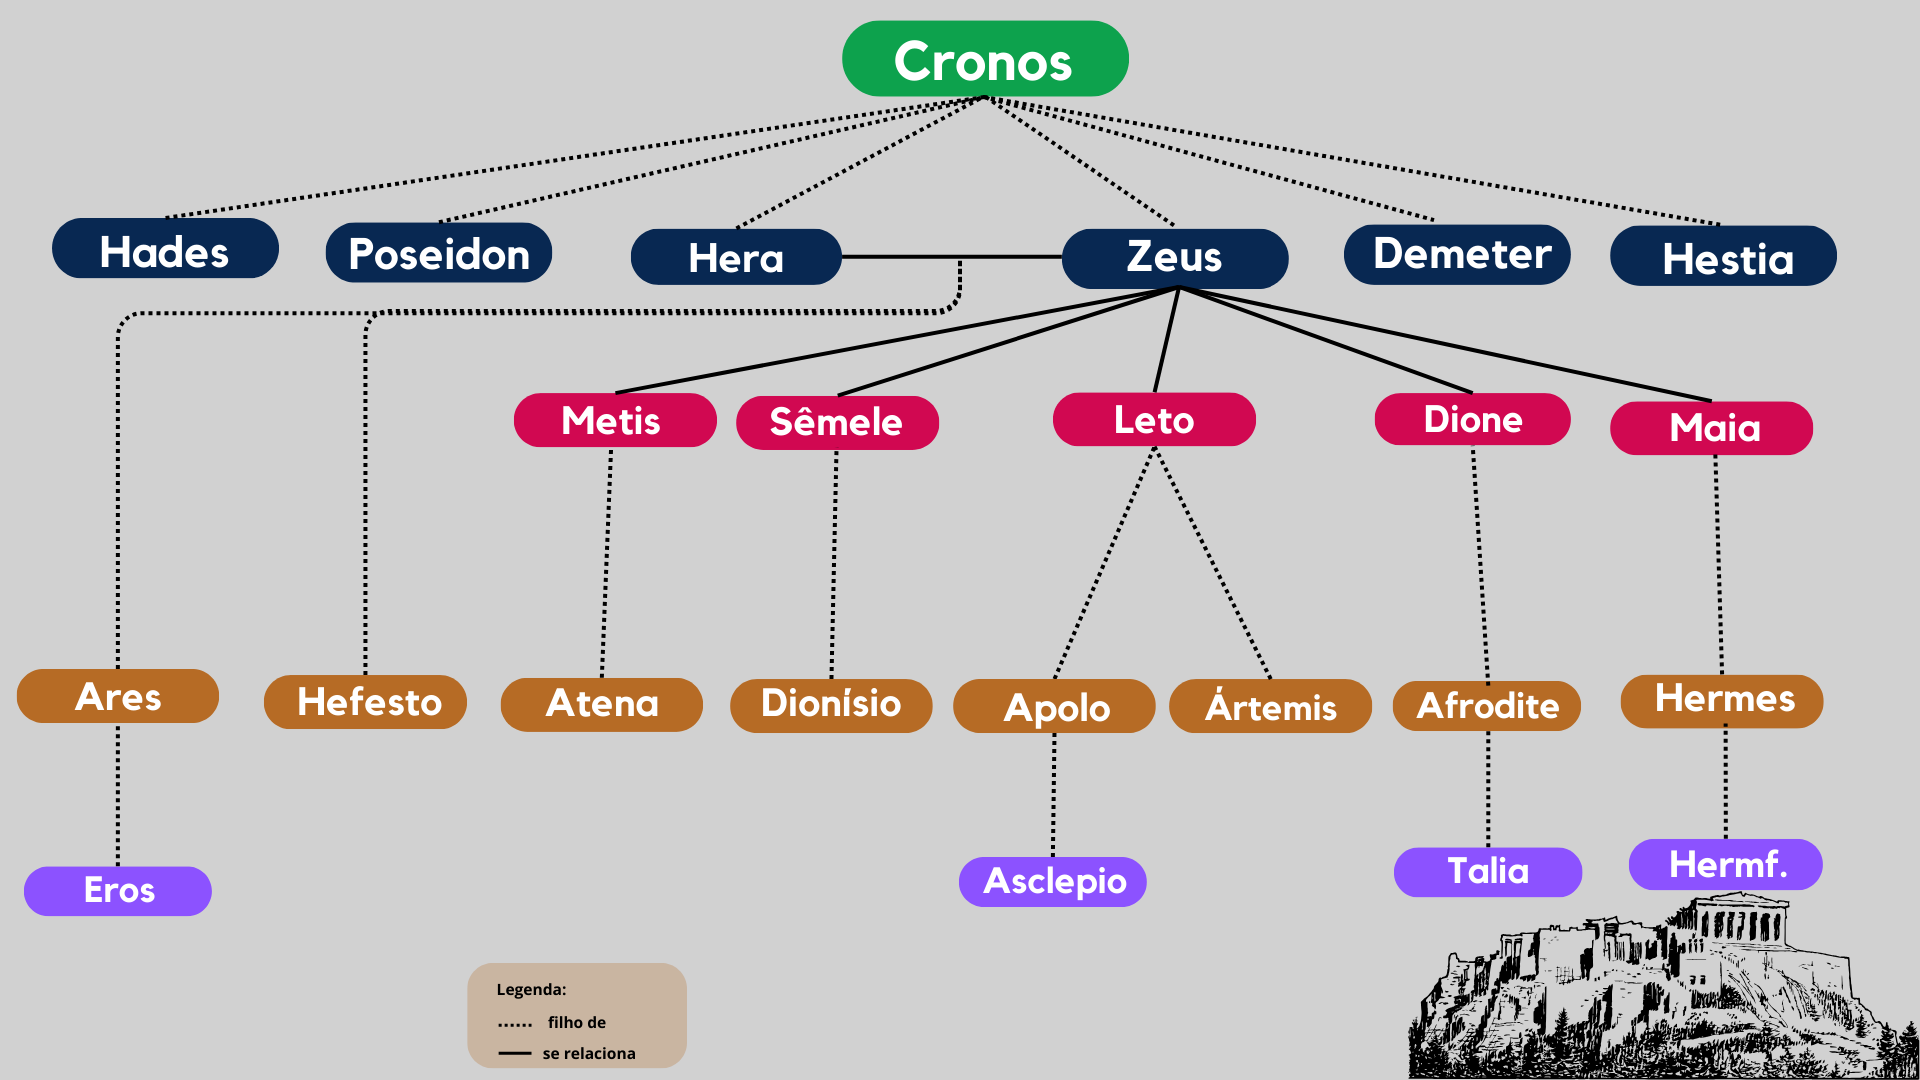 Cronos
Hades
Poseidon
Hera
Zeus
Demeter
Hestia
Metis
Sêmele
Leto
Dione
Maia
Ares
Hefesto
Atena
Dionísio
Apolo
Ártemis
Afrodite
Hermes
Eros
Asclepio
Talia
Hermf.
Legenda:
...... filho de
se relaciona